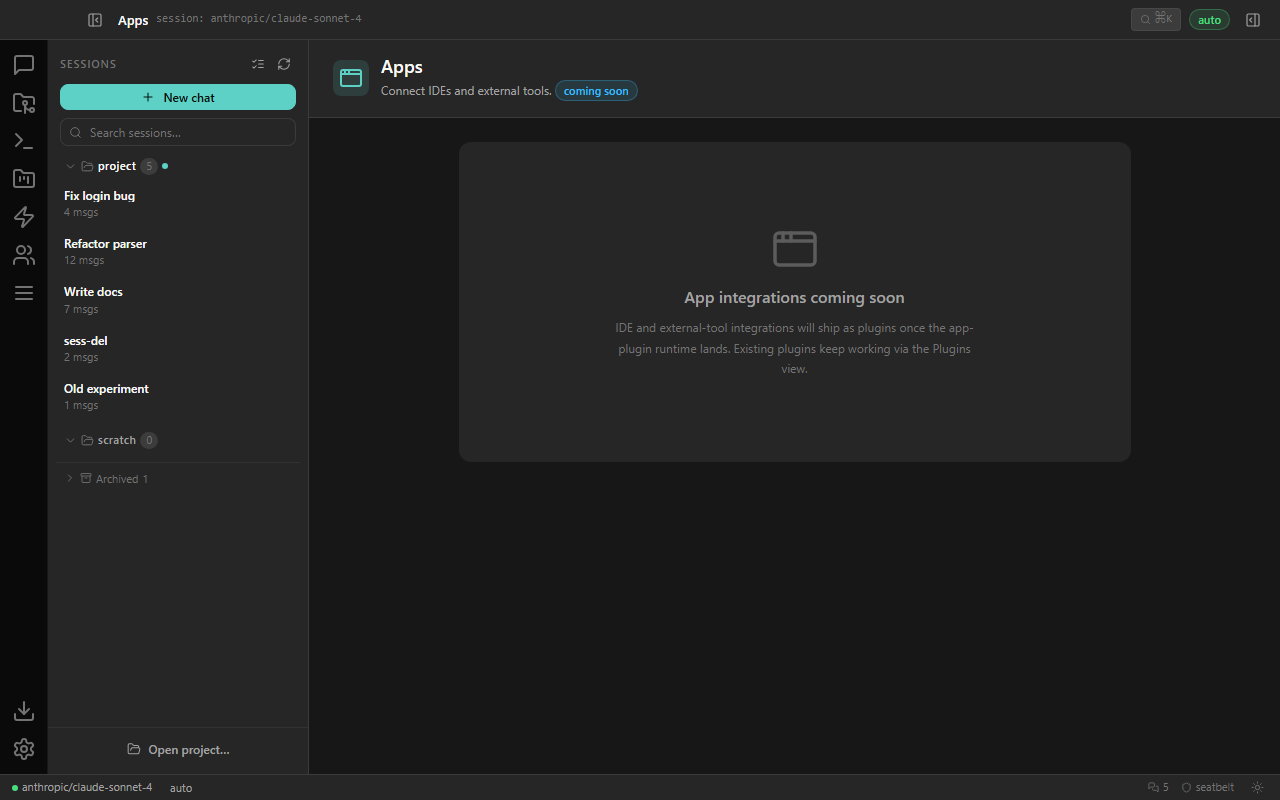 Apps session: anthropic/claude-sonnet-4
⌘K
auto
SESSIONS
+ New chat
Search sessions...
project 5
Fix login bug
4 msgs
Refactor parser
12 msgs
Write docs
7 msgs
sess-del
2 msgs
Old experiment
1 msgs
scratch 0
Archived 1
Open project...
Apps
Connect IDEs and external tools. coming soon
App integrations coming soon
IDE and external-tool integrations will ship as plugins once the app-
plugin runtime lands. Existing plugins keep working via the Plugins
view.
anthropic/claude-sonnet-4 auto
5 seatbelt